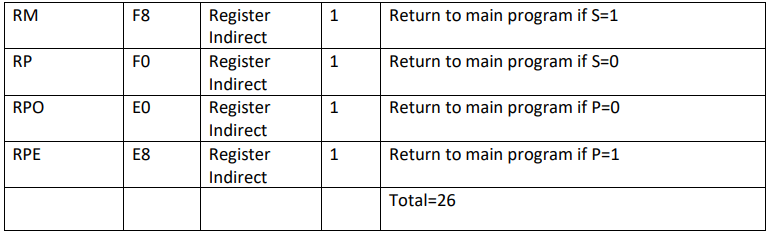 RM F8 Register 1 Return to main program if S=1
Indirect
RP F0 Register 1 Return to main program if S=0
Indirect
RPO E0 Register 1 Return to main program if P=0
Indirect
RPE E8 Register 1 Return to main program if P=1
Indirect
Total=26